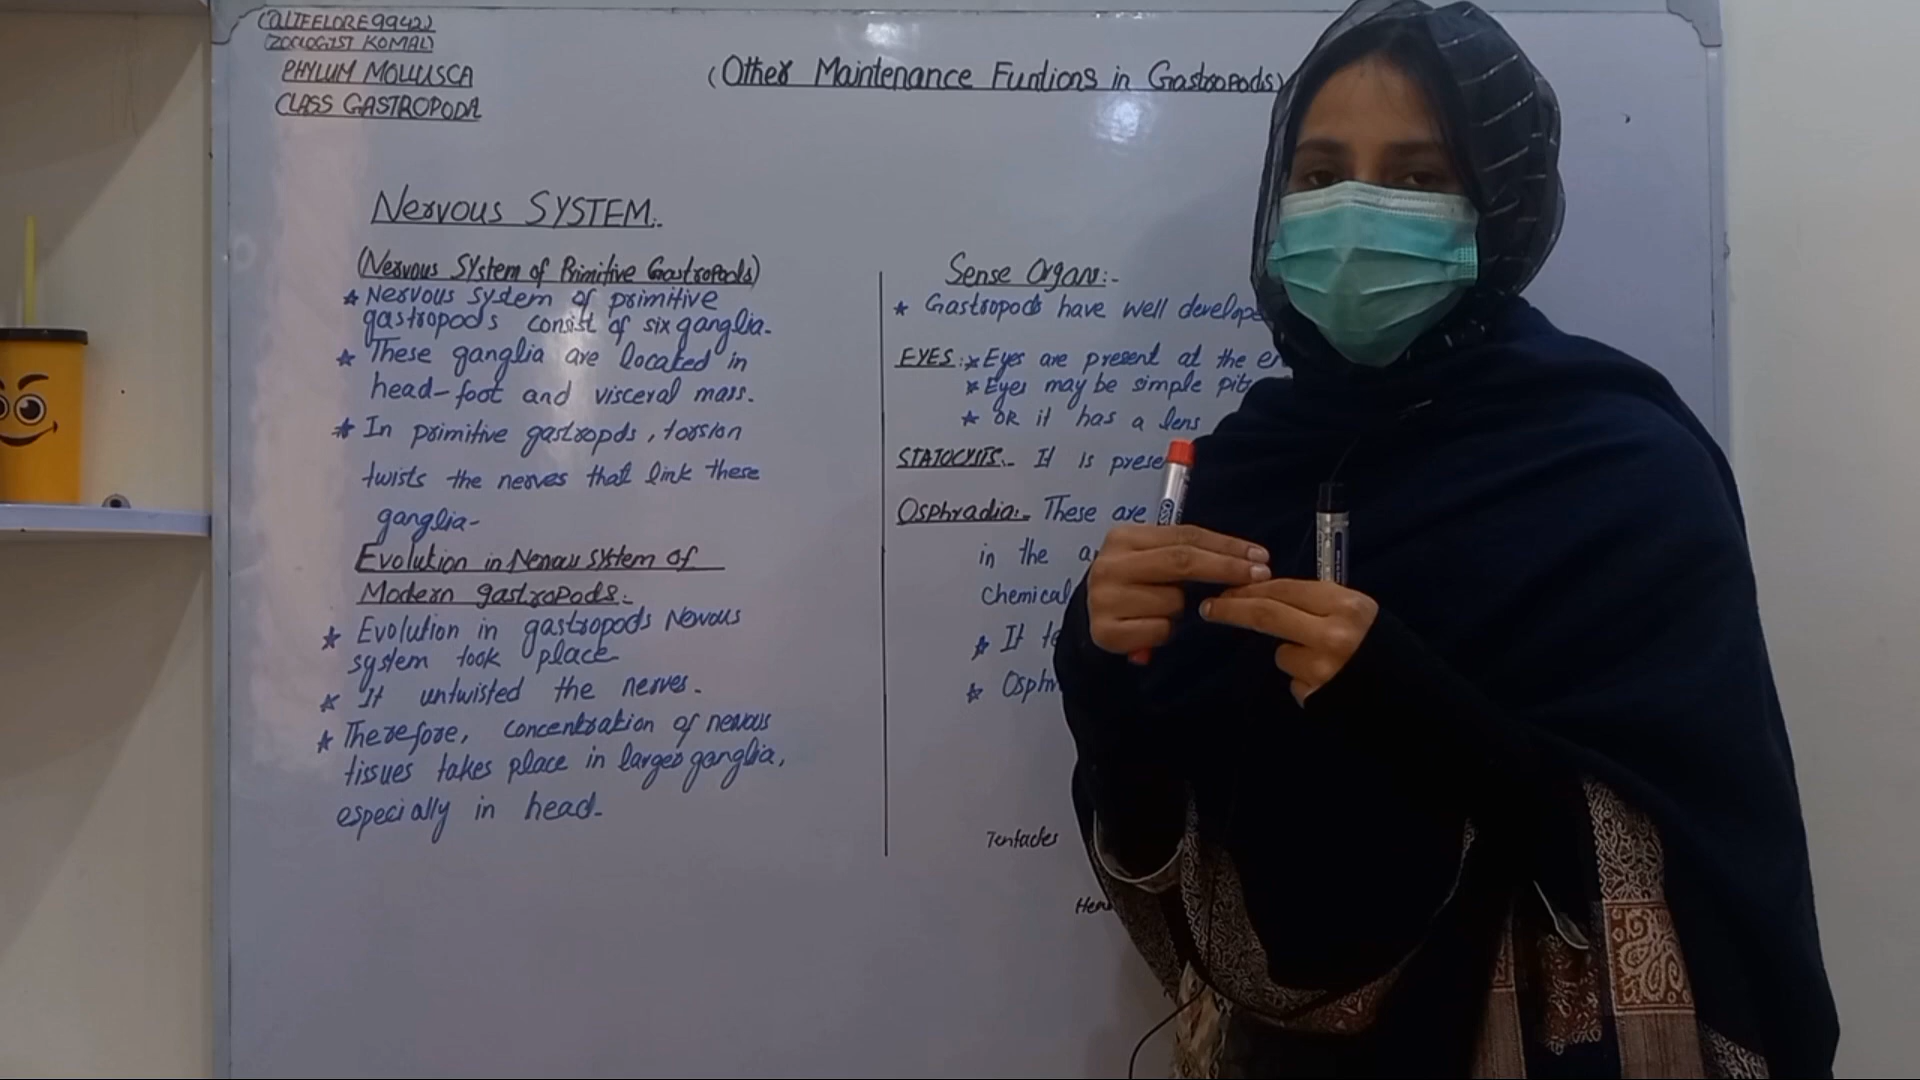 (ALTEELORE9942)
(ZOOLOGIST KOMAL)
PHYLUM MOLLUSCA
CLASS GASTROPODA
(Other Maintenance Funtions in Gastropods)
Nervous SYSTEM:
(Nervous System of Primitive Gastropods)
* Nervous system of primitive
gastropods consist of six ganglia.
* These ganglia are located in
head-foot and visceral mass.
* In primitive gastropds, torsion
twists the nerves that link these
ganglia-
Evolution in Nervous system of
Modern gastropods:
* Evolution in gastropods Nervous
system took place
* It untwisted the nerves.
* Therefore, concentration of nervous
tissues takes place in larges ganglia,
especially in head.
Sense Organs:-
* Gastropods have well develope
EYES: * Eyes are present at the
* Eyes may be simple pits
* OR it has a lens
STATOCYSTS:- It is prese
Osphradia:- These are
in the
chemical
* It
* Osphr
Tentacles